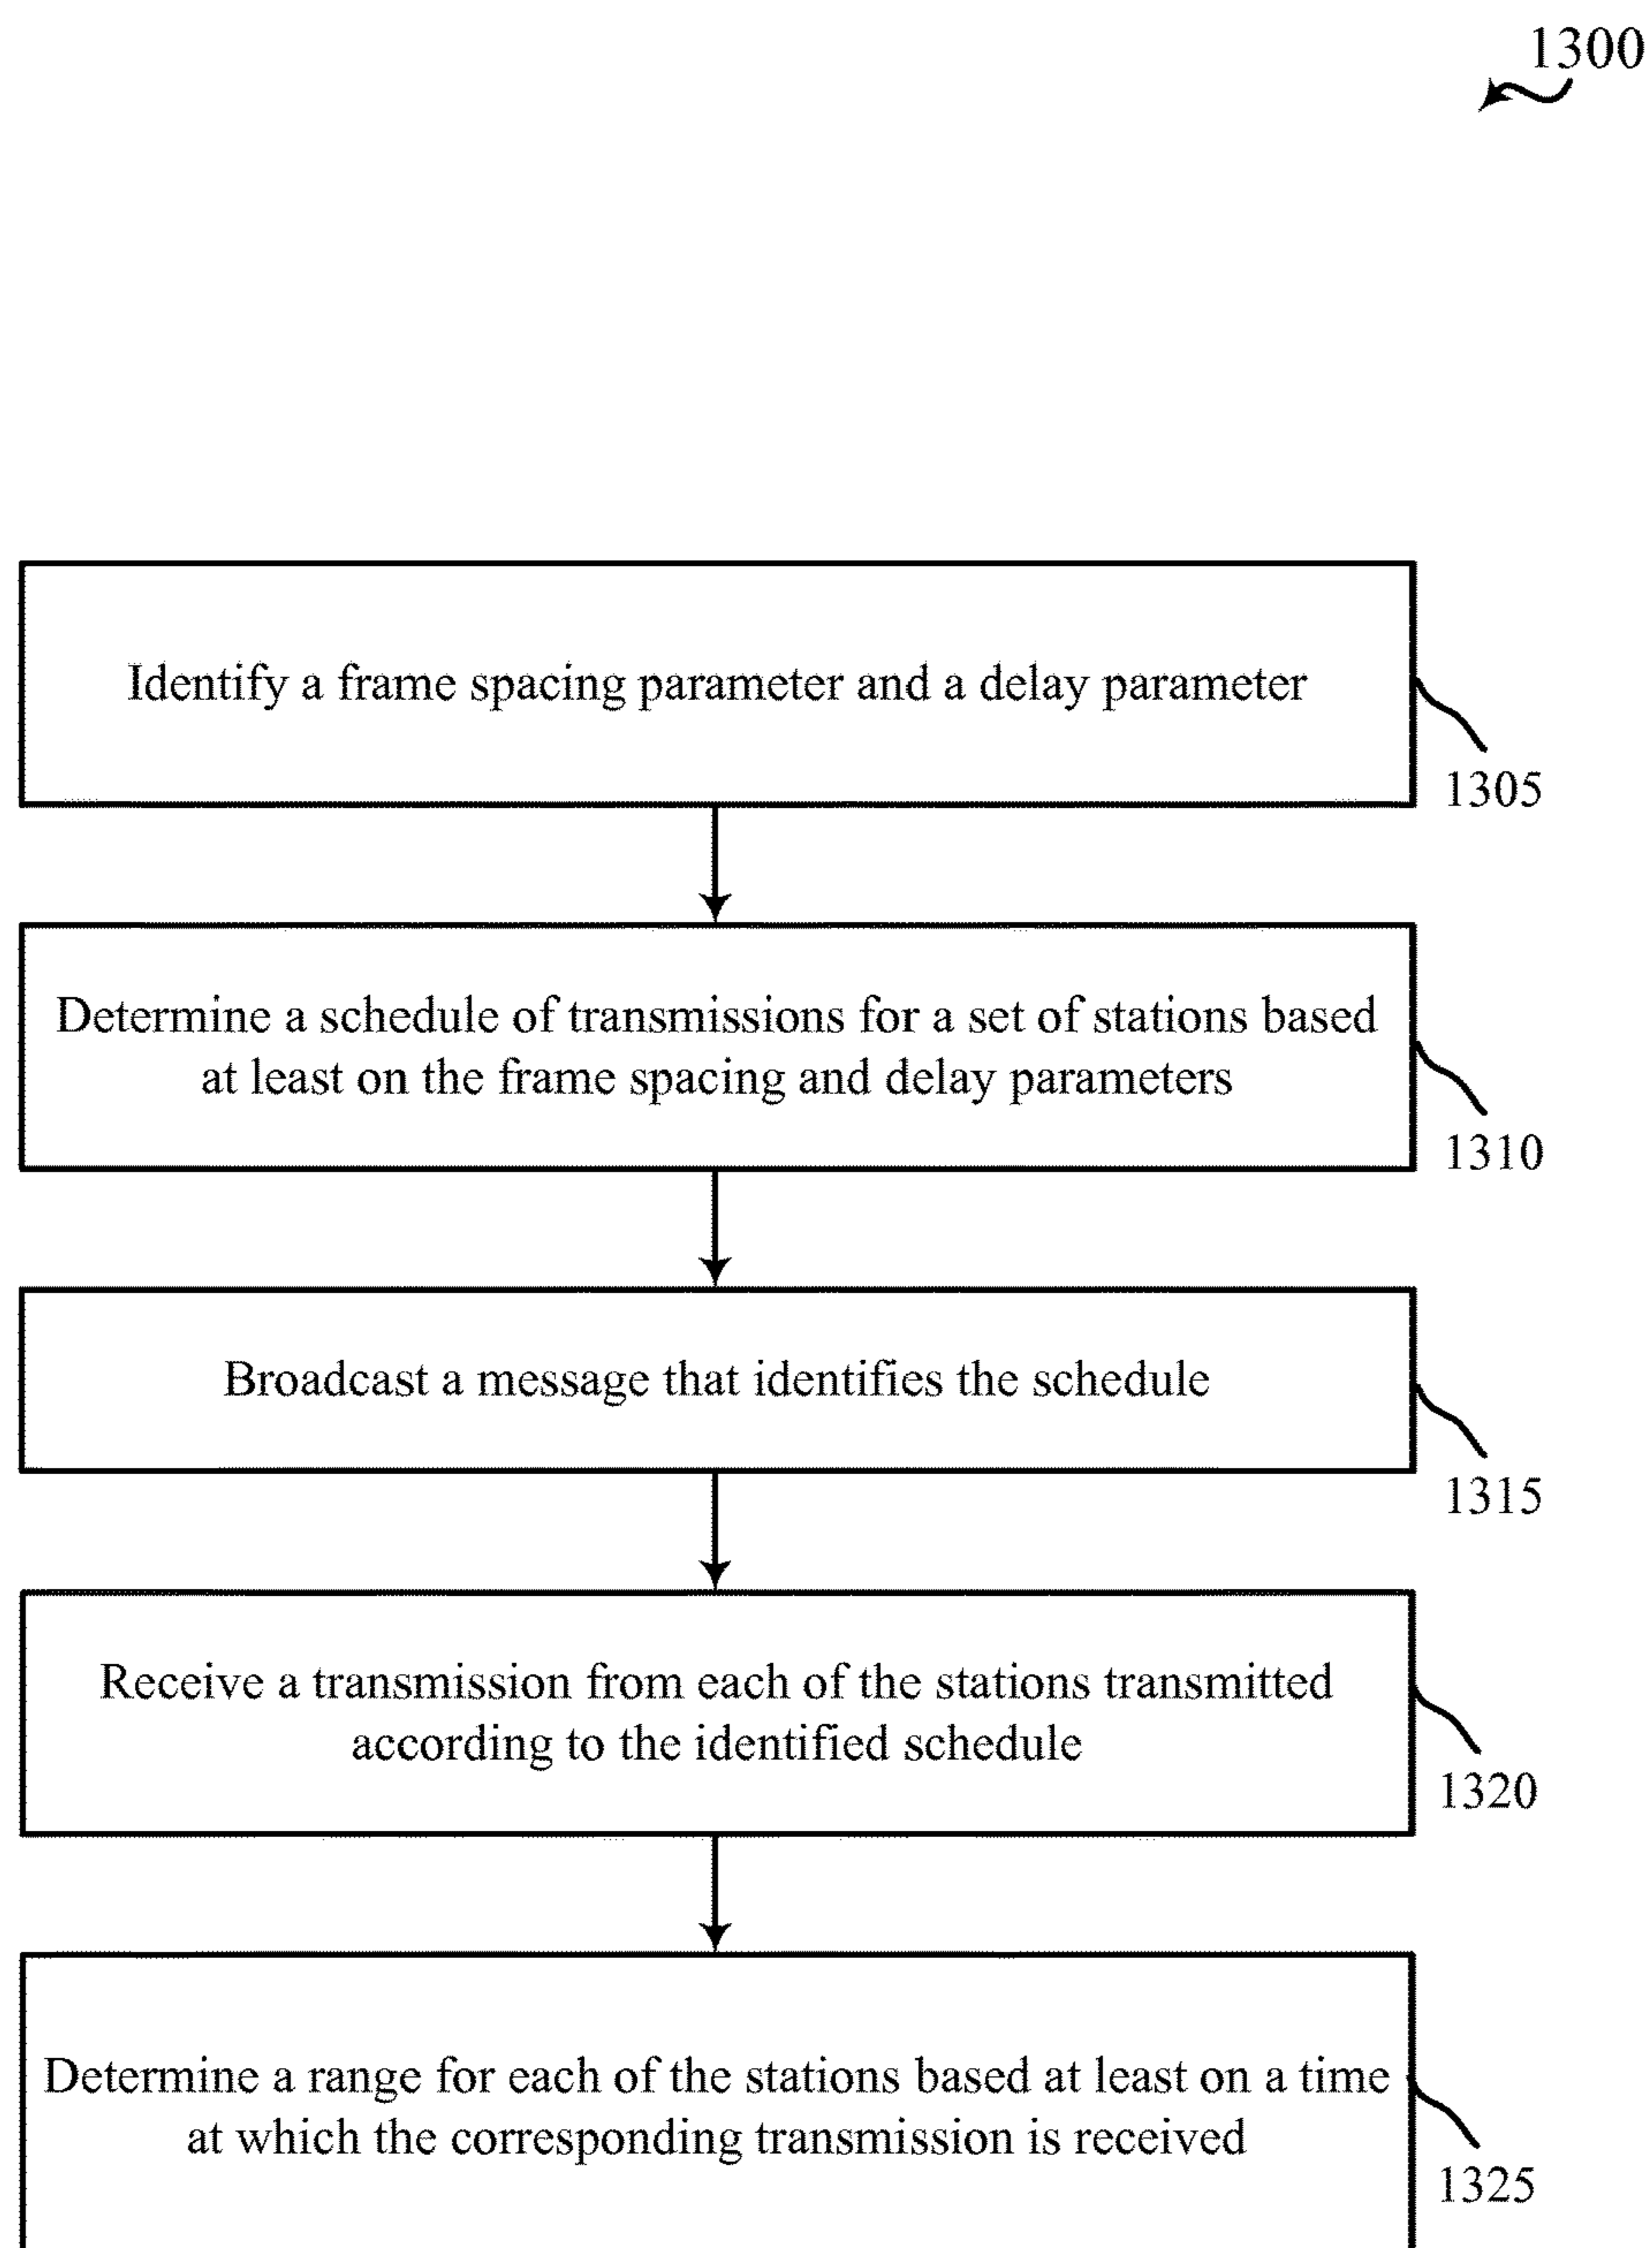 1300
Identify a frame spacing parameter and a delay parameter
1305
Determine a schedule of transmissions for a set of stations based
at least on the frame spacing and delay parameters
1310
Broadcast a message that identifies the schedule
1315
Receive a transmission from each of the stations transmitted
according to the identified schedule
1320
Determine a range for each of the stations based at least on a time
at which the corresponding transmission is received
1325